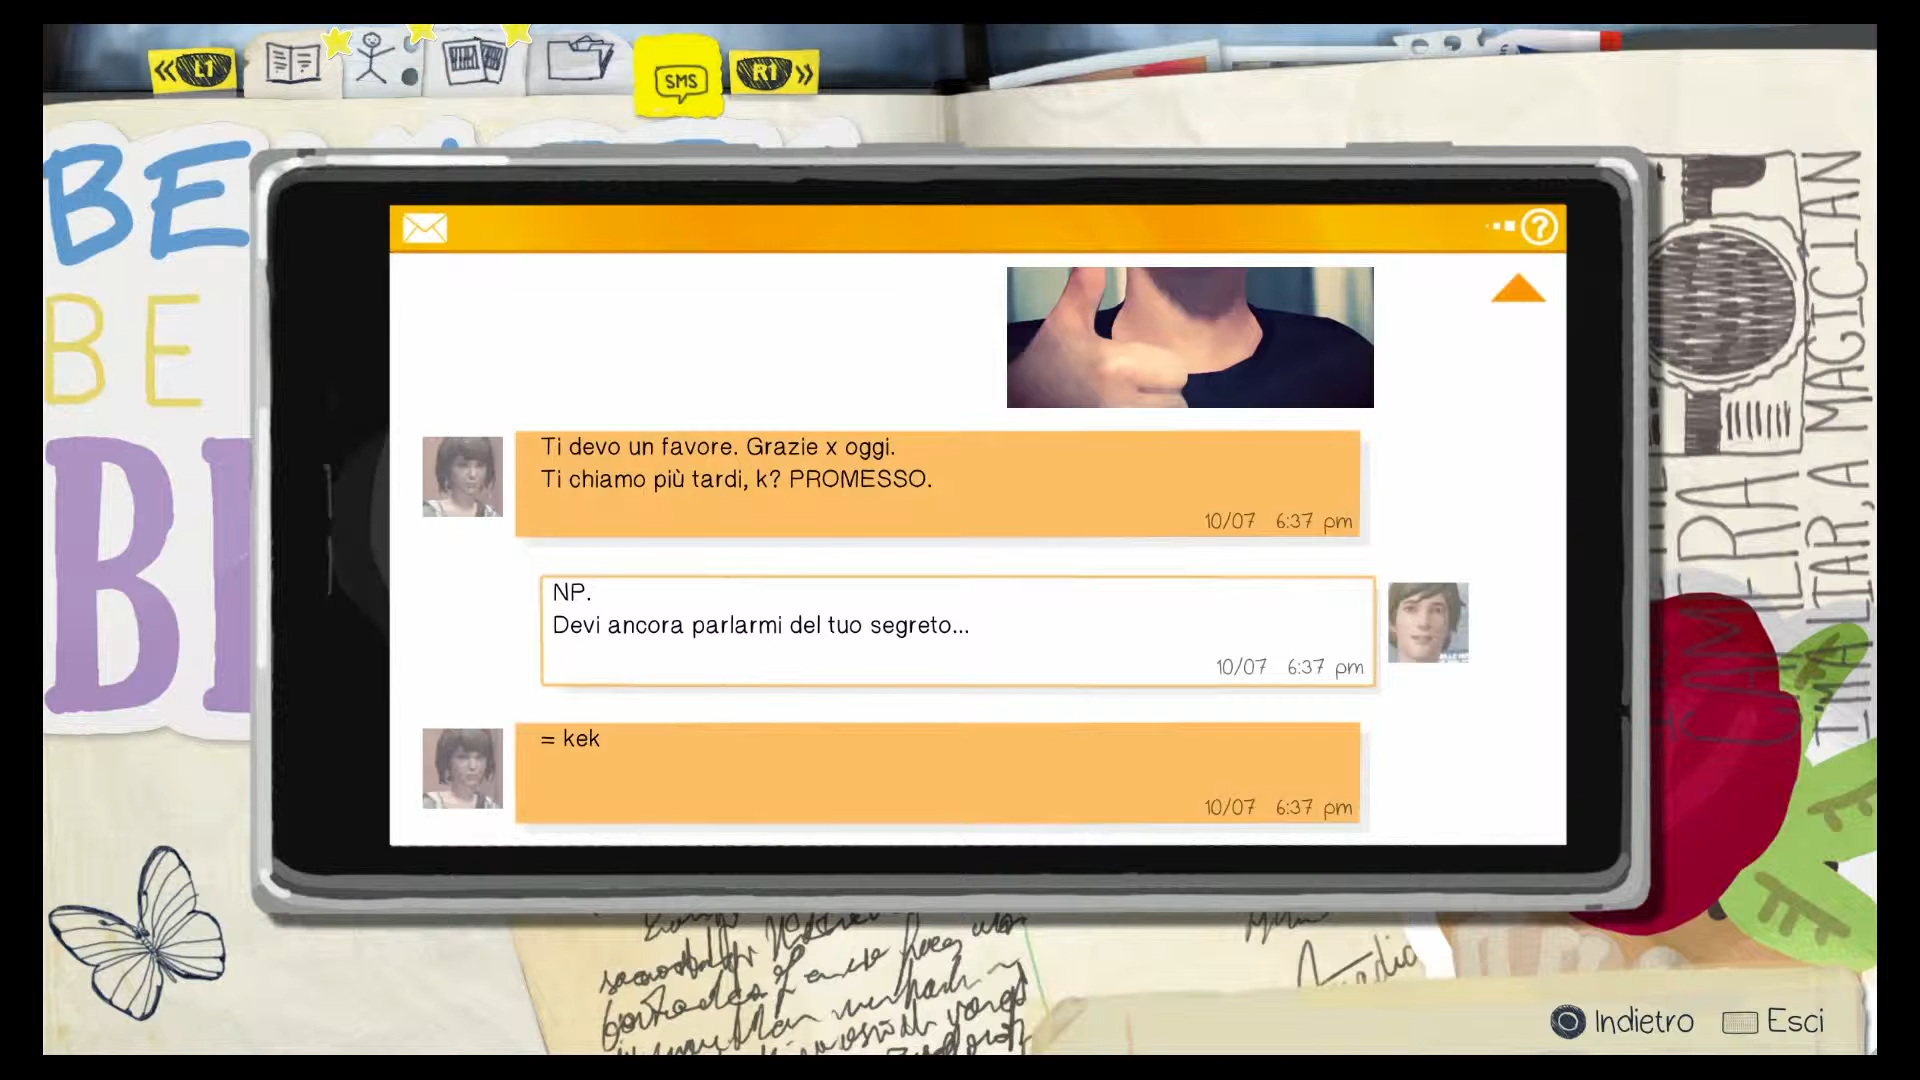 L1
SMS
R1
BE
BE
Ti devo un favore. Grazie x oggi.
Ti chiamo più tardi, k? PROMESSO.
10/07 6:37 pm
NP.
Devi ancora parlarmi del tuo segreto...
10/07 6:37 pm
= kek
10/07 6:37 pm
CAMERA
I'M A LIAR, A MAGICIAN
Indietro
Esci